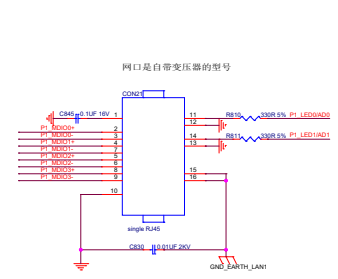 网口是自带变压器的型号
CON21
C845 0.1UF 16V 1
11 R810 330R 5% P1_LED0/AD0
12
P1_MDIO0+ 2
P1_MDIO0- 3
P1_MDIO1+ 4
14 R811 330R 5% P1_LED1/AD1
P1_MDIO1- 7
13
P1_MDIO2+ 5
P1_MDIO2- 6
P1_MDIO3+ 8
15
P1_MDIO3- 9
16
10
single RJ45
C830 0.01UF 2KV
GND_EARTH_LAN1